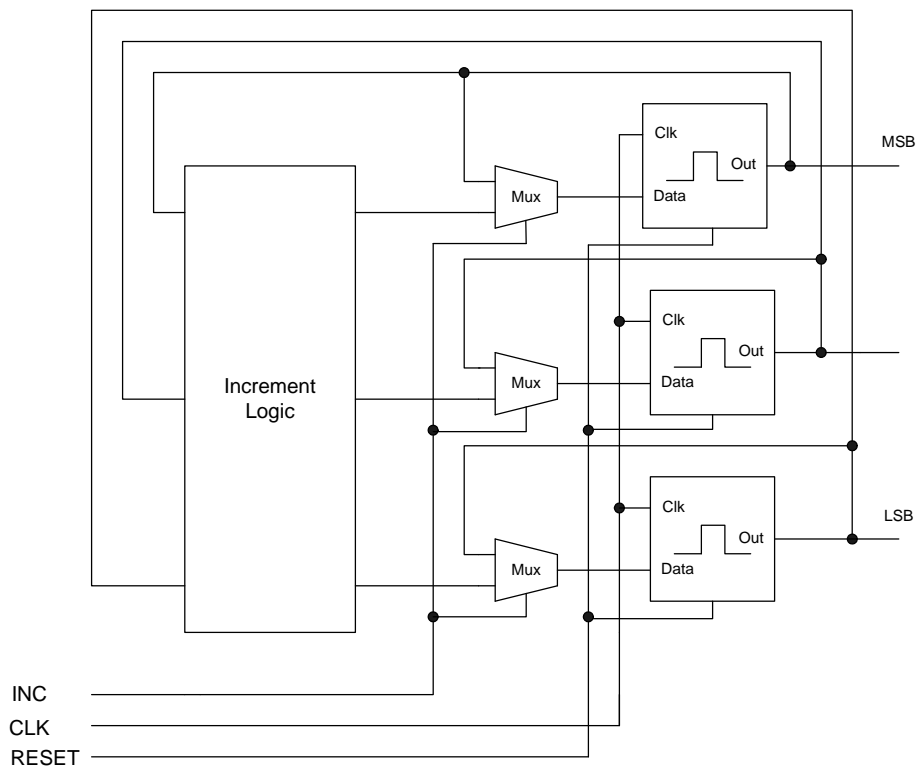 Clk
MSB
Out
Mux
Data
Clk
Out
Mux
Data
Increment
Logic
Clk
LSB
Out
Mux
Data
INC
CLK
RESET